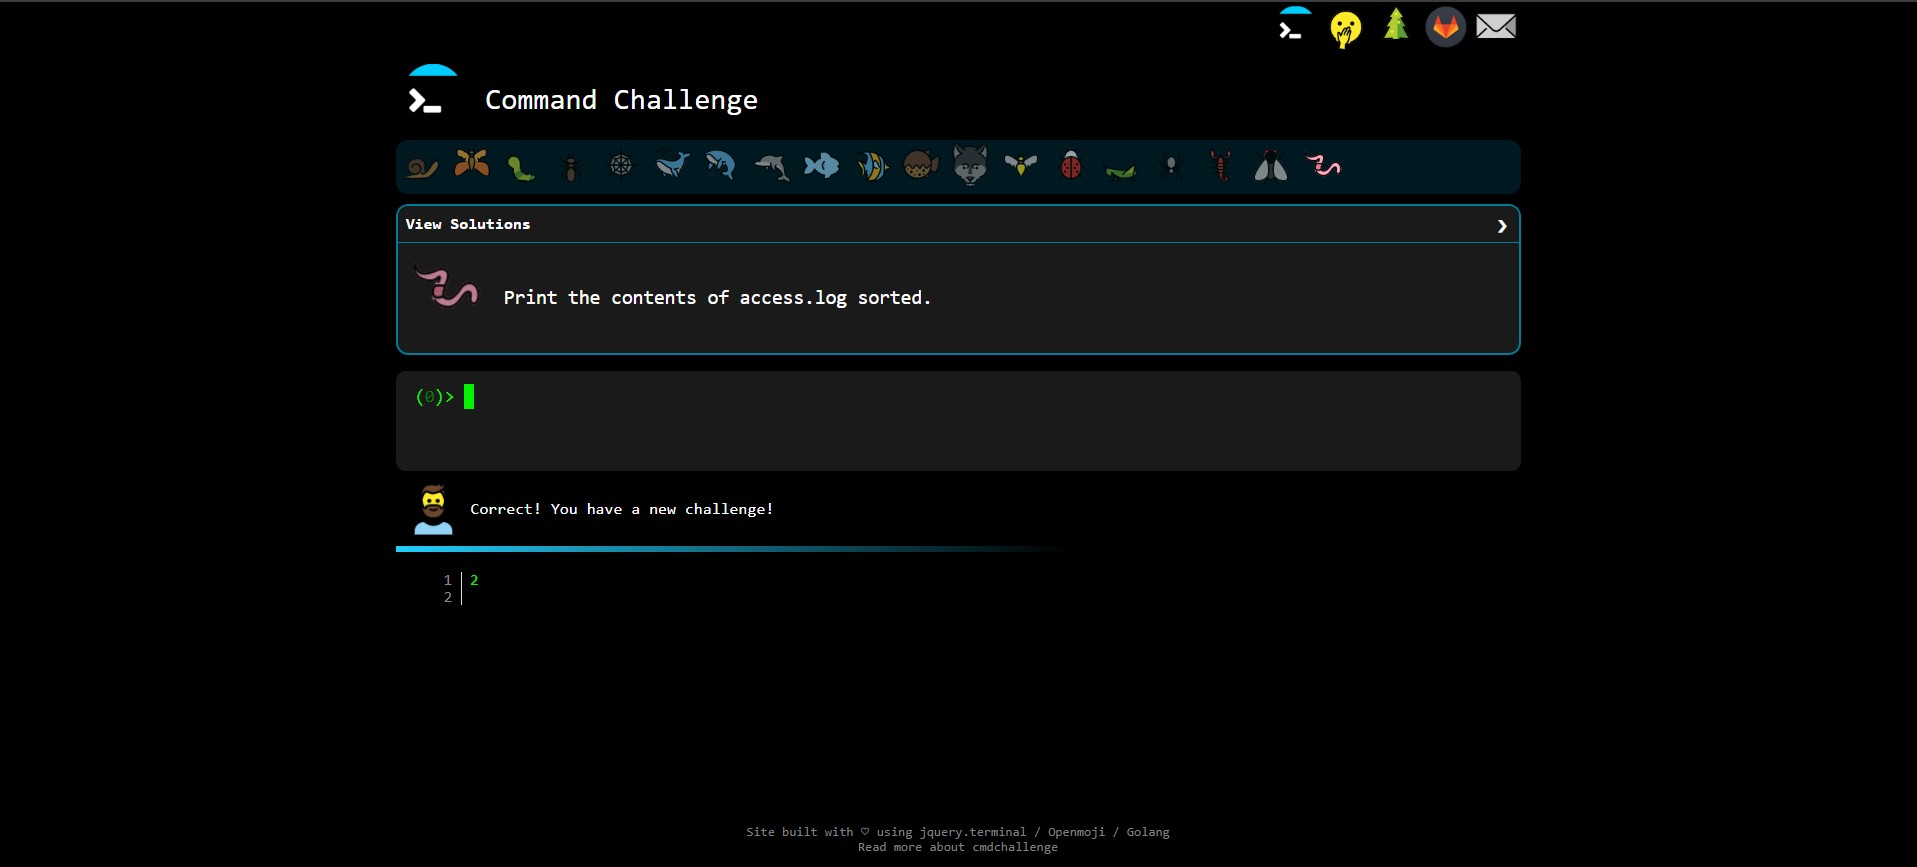 Command Challenge
View Solutions
Print the contents of access.log sorted.
(0)>
Correct! You have a new challenge!
1 2
2
Site built with ♡ using jquery.terminal / Openmoji / Golang
Read more about cmdchallenge